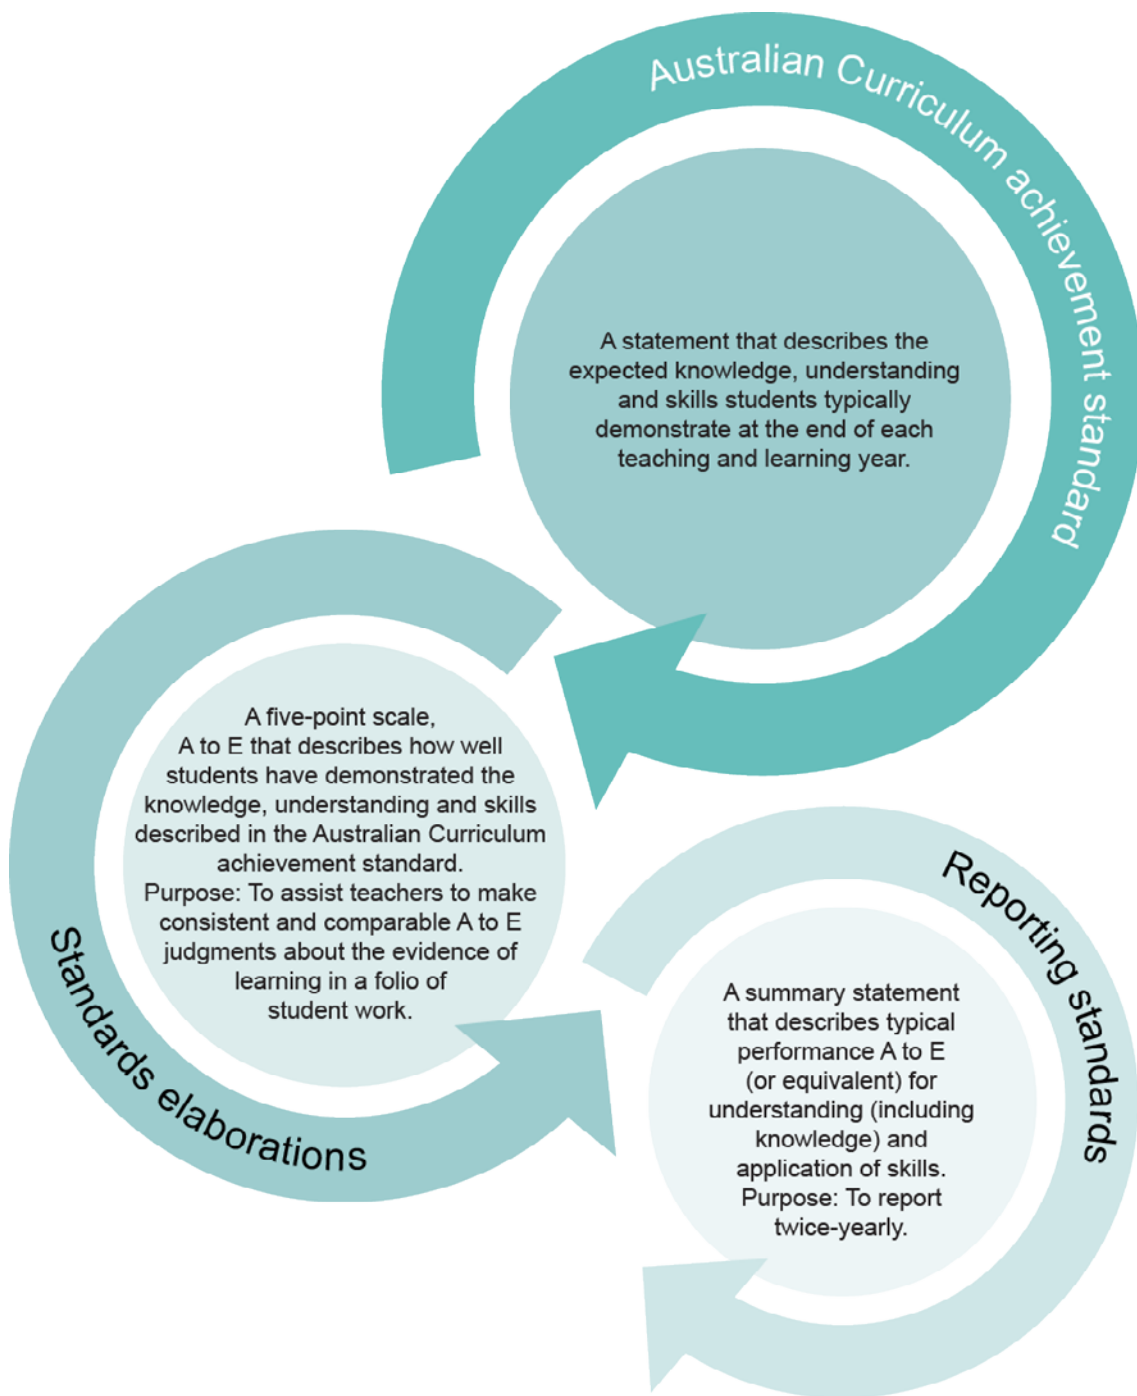 Australian Curriculum achievement standard
A statement that describes the
expected knowledge, understanding
and skills students typically
demonstrate at the end of each
teaching and learning year.
Standards elaborations
A five-point scale,
A to E that describes how well
students have demonstrated the
knowledge, understanding and skills
described in the Australian Curriculum
achievement standard.
Purpose: To assist teachers to make
consistent and comparable A to E
judgments about the evidence of
learning in a folio of
student work.
Reporting standards
A summary statement
that describes typical
performance A to E
(or equivalent) for
understanding (including
knowledge) and
application of skills.
Purpose: To report
twice-yearly.